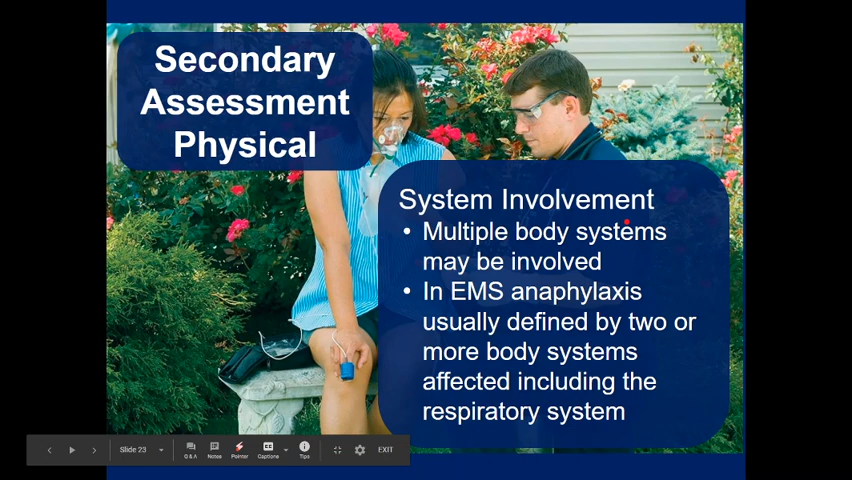 Secondary
Assessment
Physical
System Involvement
• Multiple body systems
may be involved
• In EMS anaphylaxis
usually defined by two or
more body systems
affected including the
respiratory system
Slide 23
Q & A
Notes
Pointer
Captions
Tips
EXIT